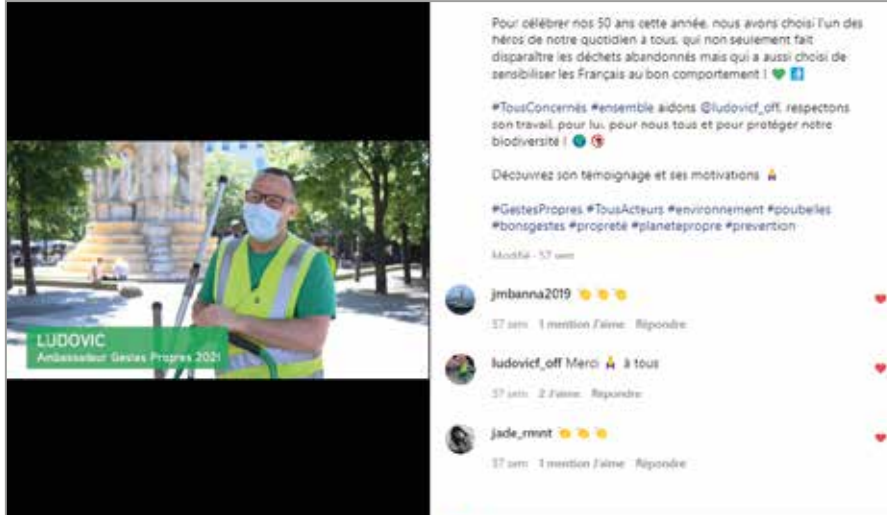 Pour célébrer nos 50 ans cette année, nous avons choisi l'un des
héros de notre quotidien à tous, qui non seulement fait
disparaître les déchets abandonnés mais qui a aussi choisi de
sensibiliser les Français au bon comportement ! 💚 🚮
#TousConcernés #ensemble aidons @ludovicf_off, respectons
son travail, pour lui, pour nous tous et pour protéger notre
biodiversité ! 🌍 🚯
Découvrez son témoignage et ses motivations 🙏
#GestesPropres #TousActeurs #environnement #poubelles
#bonsgestes #propreté #planetepropre #prevention
Modifié · 57 sem
jmbanna2019 👏 👏 👏
57 sem 1 mention J'aime Répondre
ludovicf_off Merci 🙏 à tous
57 sem 2 J'aime Répondre
jade_rmnt 👏 👏 👏
57 sem 1 mention J'aime Répondre
LUDOVIC
Ambassadeur Gestes Propres 2021